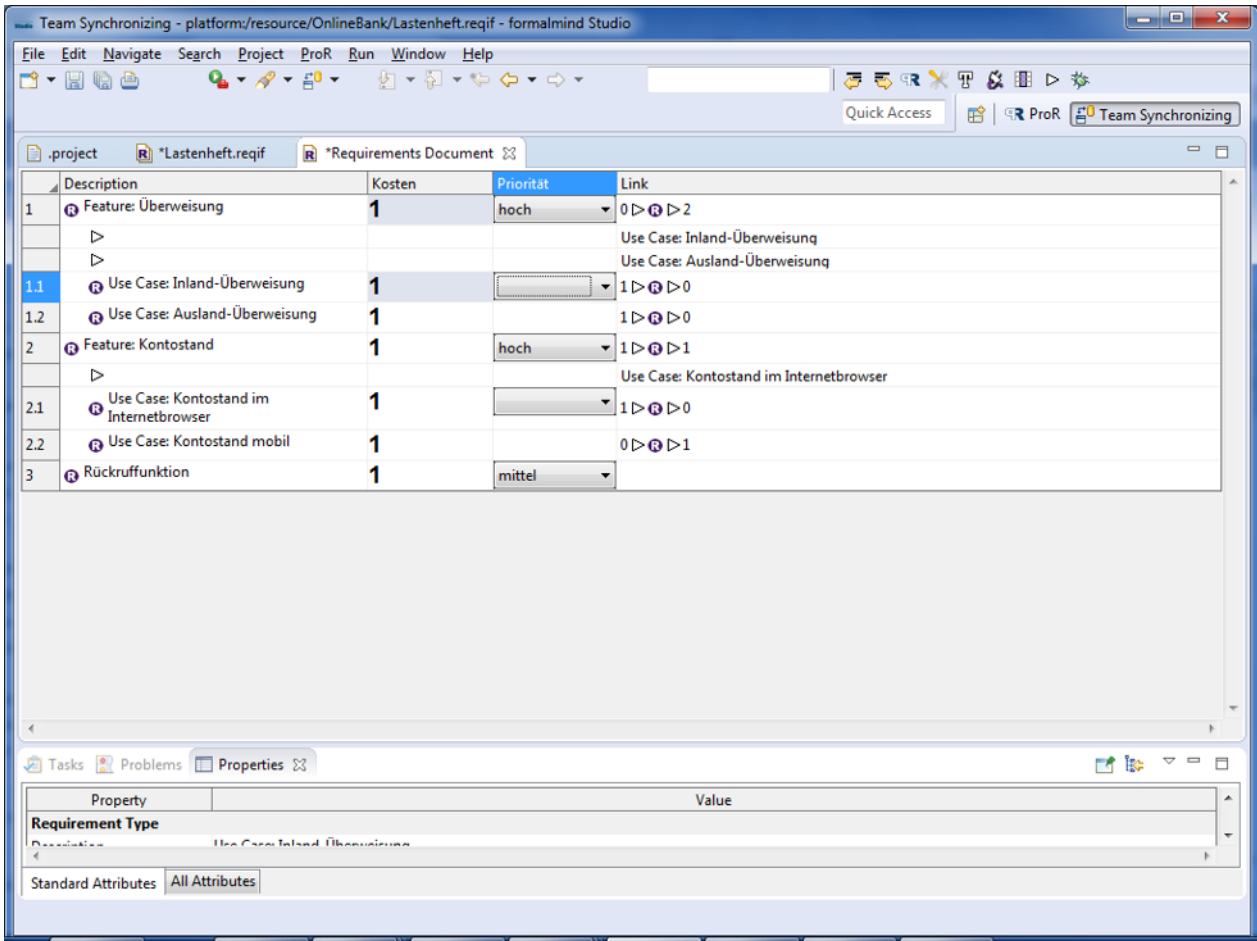 Team Synchronizing - platform:/resource/OnlineBank/Lastenheft.reqif - formalmind Studio
File Edit Navigate Search Project ProR Run Window Help
Quick Access ProR Team Synchronizing
.project *Lastenheft.reqif *Requirements Document
Description Kosten Priorität Link
1 Feature: Überweisung 1 hoch 0 ▷ R ▷ 2
▷ Use Case: Inland-Überweisung
▷ Use Case: Ausland-Überweisung
1.1 R Use Case: Inland-Überweisung 1 1 ▷ R ▷ 0
1.2 R Use Case: Ausland-Überweisung 1 1 ▷ R ▷ 0
2 R Feature: Kontostand 1 hoch 1 ▷ R ▷ 1
▷ Use Case: Kontostand im Internetbrowser
2.1 R Use Case: Kontostand im Internetbrowser 1 1 ▷ R ▷ 0
2.2 R Use Case: Kontostand mobil 1 0 ▷ R ▷ 1
3 R Rückruffunktion 1 mittel
Tasks Problems Properties
Property Value
Requirement Type
Description Use Case: Inland-Überweisung
Standard Attributes All Attributes